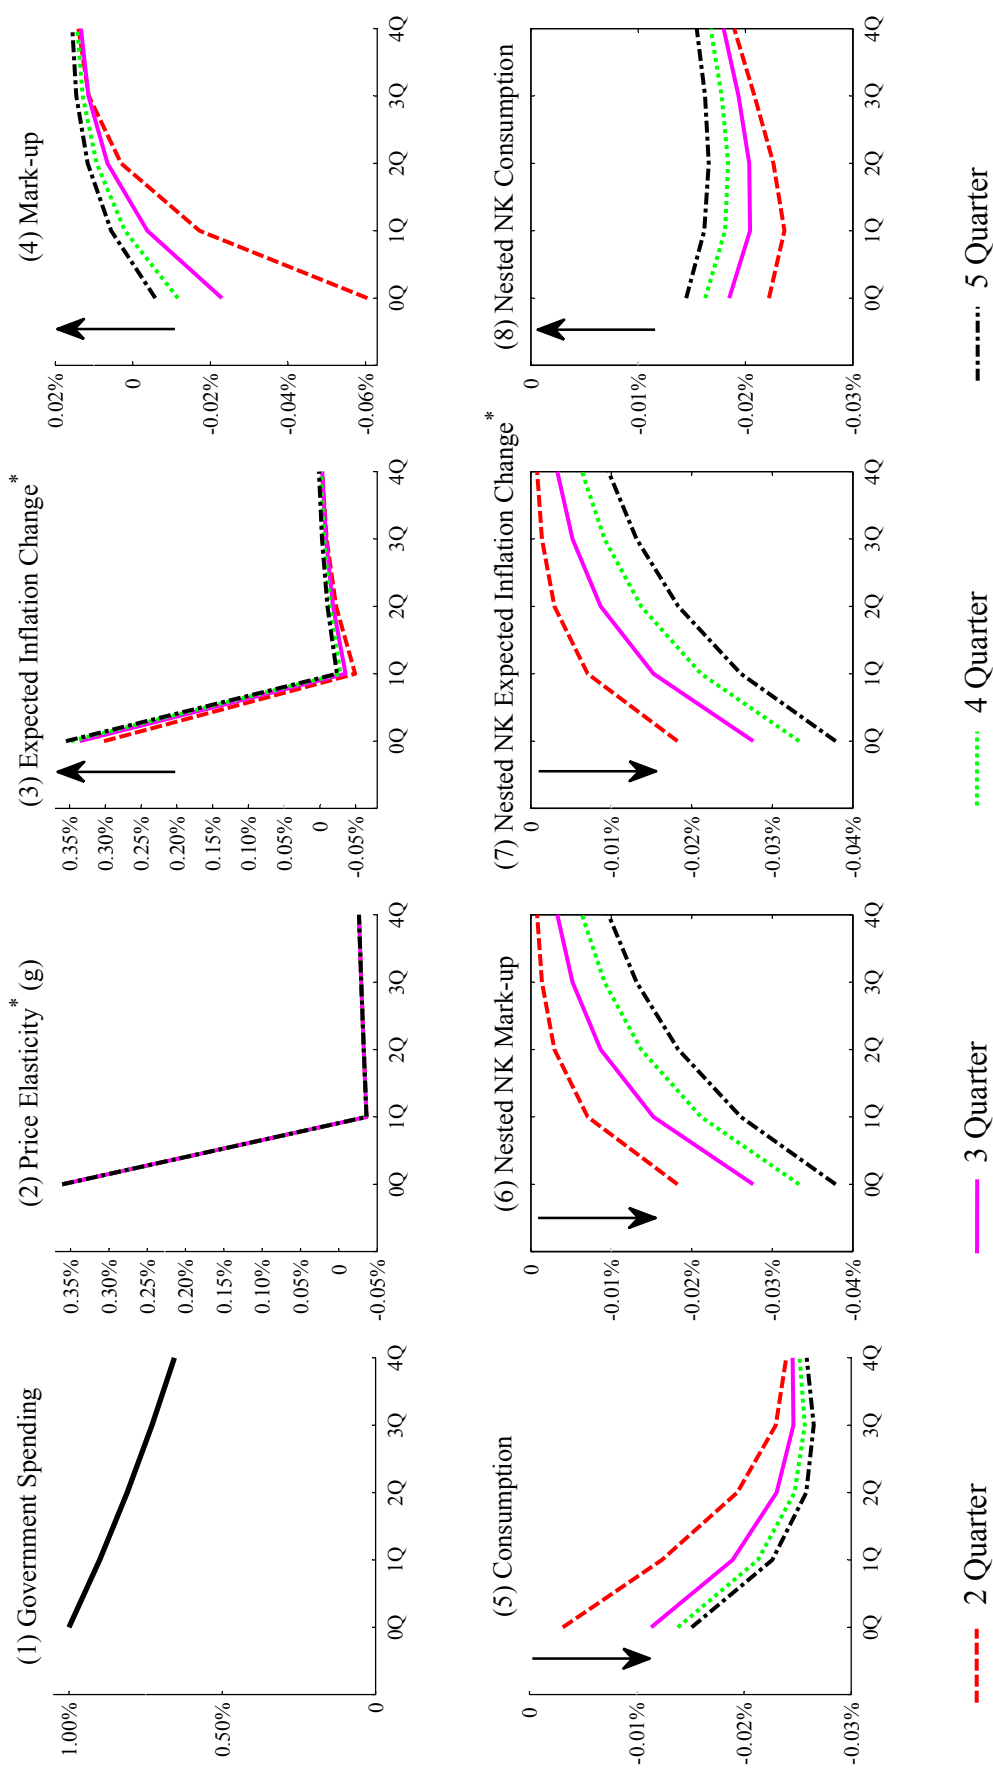 (1) Government Spending
1.00%
0.50%
0
0Q 1Q 2Q 3Q 4Q
(2) Price Elasticity* (g)
0.35%
0.30%
0.25%
0.20%
0.15%
0.10%
0.05%
0
-0.05%
0Q 1Q 2Q 3Q 4Q
(3) Expected Inflation Change*
0.35%
0.30%
0.25%
0.20%
0.15%
0.10%
0.05%
0
-0.05%
0Q 1Q 2Q 3Q 4Q
(4) Mark-up
0.02%
0
-0.02%
-0.04%
-0.06%
0Q 1Q 2Q 3Q 4Q
(5) Consumption
0
-0.01%
-0.02%
-0.03%
0Q 1Q 2Q 3Q 4Q
(6) Nested NK Mark-up
0
-0.01%
-0.02%
-0.03%
-0.04%
0Q 1Q 2Q 3Q 4Q
(7) Nested NK Expected Inflation Change*
0
-0.01%
-0.02%
-0.03%
-0.04%
0Q 1Q 2Q 3Q 4Q
(8) Nested NK Consumption
0
-0.01%
-0.02%
-0.03%
0Q 1Q 2Q 3Q 4Q
2 Quarter 3 Quarter 4 Quarter 5 Quarter